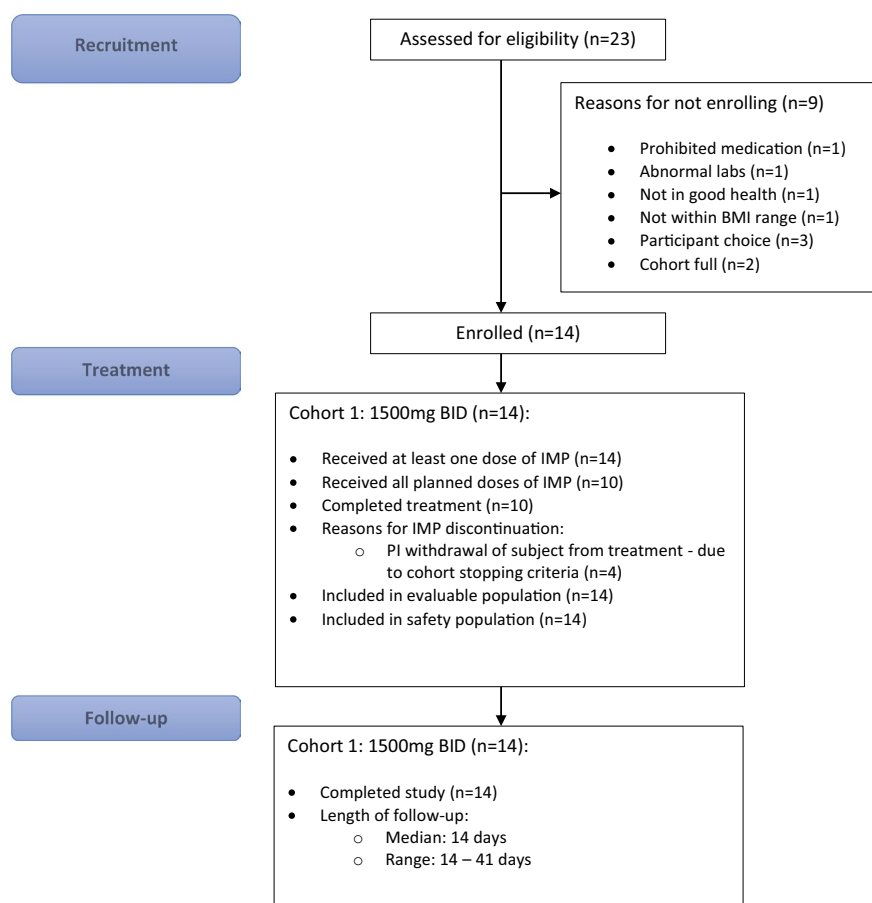 Recruitment
Assessed for eligibility (n=23)
Reasons for not enrolling (n=9)
• Prohibited medication (n=1)
• Abnormal labs (n=1)
• Not in good health (n=1)
• Not within BMI range (n=1)
• Participant choice (n=3)
• Cohort full (n=2)
Enrolled (n=14)
Treatment
Cohort 1: 1500mg BID (n=14):
• Received at least one dose of IMP (n=14)
• Received all planned doses of IMP (n=10)
• Completed treatment (n=10)
• Reasons for IMP discontinuation:
o PI withdrawal of subject from treatment - due
to cohort stopping criteria (n=4)
• Included in evaluable population (n=14)
• Included in safety population (n=14)
Follow-up
Cohort 1: 1500mg BID (n=14):
• Completed study (n=14)
• Length of follow-up:
o Median: 14 days
o Range: 14 – 41 days